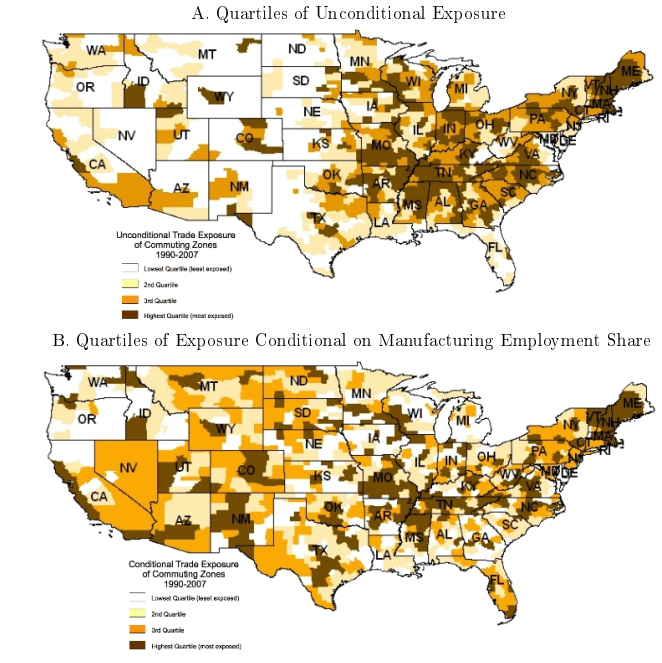 A. Quartiles of Unconditional Exposure
WA
MT
ND
MN
ME
OR
ID
SD
WI
MI
NY
VT
NH
WY
IA
MA
CT
RI
NE
PA
NJ
NV
UT
CO
IL
IN
OH
MD
DE
KS
MO
WV
KY
VA
CA
AZ
NM
OK
AR
TN
NC
SC
TX
LA
MS
AL
GA
FL
Unconditional Trade Exposure
of Commuting Zones
1990-2007
Lowest Quartile (least exposed)
2nd Quartile
3rd Quartile
Highest Quartile (most exposed)
B. Quartiles of Exposure Conditional on Manufacturing Employment Share
WA
MT
ND
MN
ME
OR
ID
SD
WI
MI
NY
VT
NH
WY
IA
MA
CT
RI
NE
PA
NJ
NV
UT
CO
IL
IN
OH
MD
DE
KS
MO
WV
KY
VA
CA
AZ
NM
OK
AR
TN
NC
SC
TX
LA
MS
AL
GA
FL
Conditional Trade Exposure
of Commuting Zones
1990-2007
Lowest Quartile (least exposed)
2nd Quartile
3rd Quartile
Highest Quartile (most exposed)